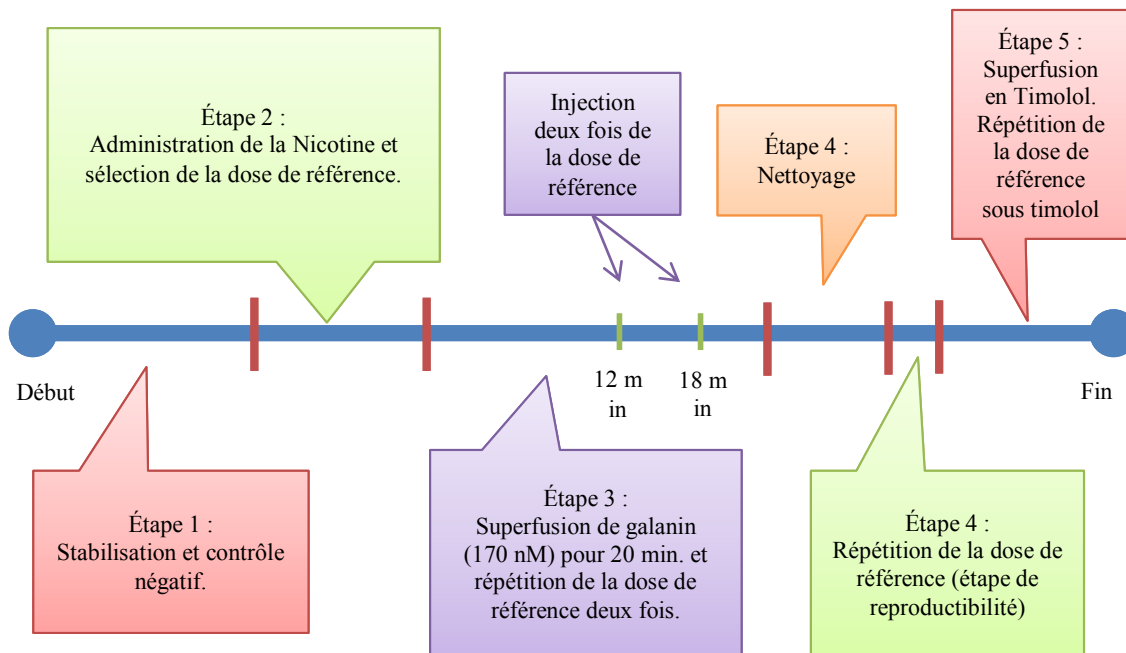 Étape 2 :
Administration de la Nicotine et
sélection de la dose de référence.
Injection
deux fois de
la dose de
référence
Étape 4 :
Nettoyage
Étape 5 :
Superfusion
en Timolol.
Répétition de
la dose de
référence
sous timolol
Début
12 m
in
18 m
in
Fin
Étape 1 :
Stabilisation et contrôle
négatif.
Étape 3 :
Superfusion de galanin
(170 nM) pour 20 min. et
répétition de la dose de
référence deux fois.
Étape 4 :
Répétition de la dose de
référence (étape de
reproductibilité)